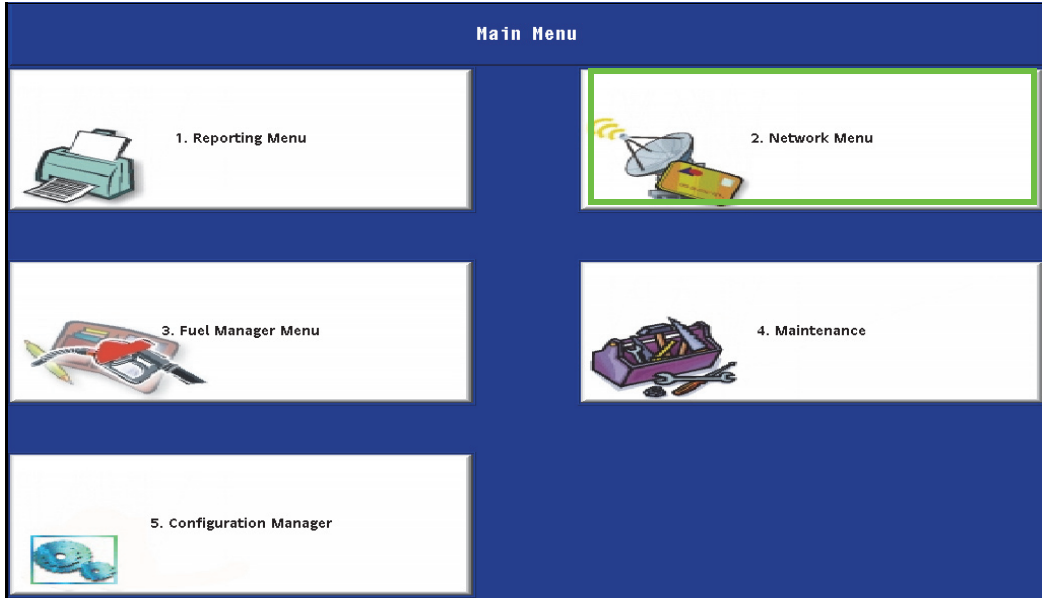 Main Menu
1. Reporting Menu
2. Network Menu
3. Fuel Manager Menu
4. Maintenance
5. Configuration Manager